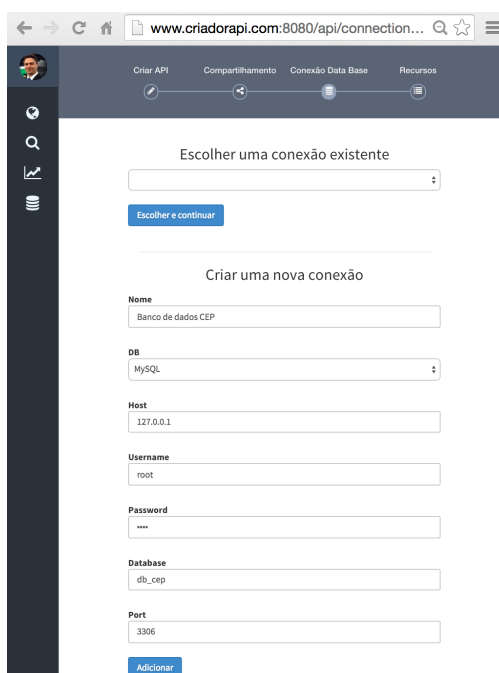 www.criadorapi.com:8080/api/connection...
Criar API Compartilhamento Conexão Data Base Recursos
Escolher uma conexão existente
Escolher e continuar
Criar uma nova conexão
Nome
Banco de dados CEP
DB
MySQL
Host
127.0.0.1
Username
root
Password
••••
Database
db_cep
Port
3306
Adicionar